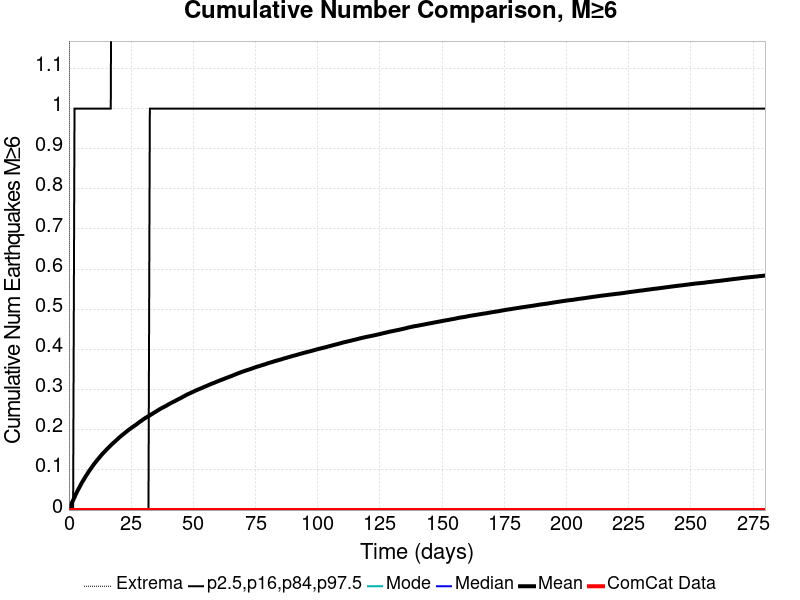 Cumulative Number Comparison, M≥6
Cumulative Num Earthquakes M≥6
1.1
1
0.9
0.8
0.7
0.6
0.5
0.4
0.3
0.2
0.1
0
0 25 50 75 100 125 150 175 200 225 250 275
Time (days)
Extrema p2.5,p16,p84,p97.5 Mode Median Mean ComCat Data